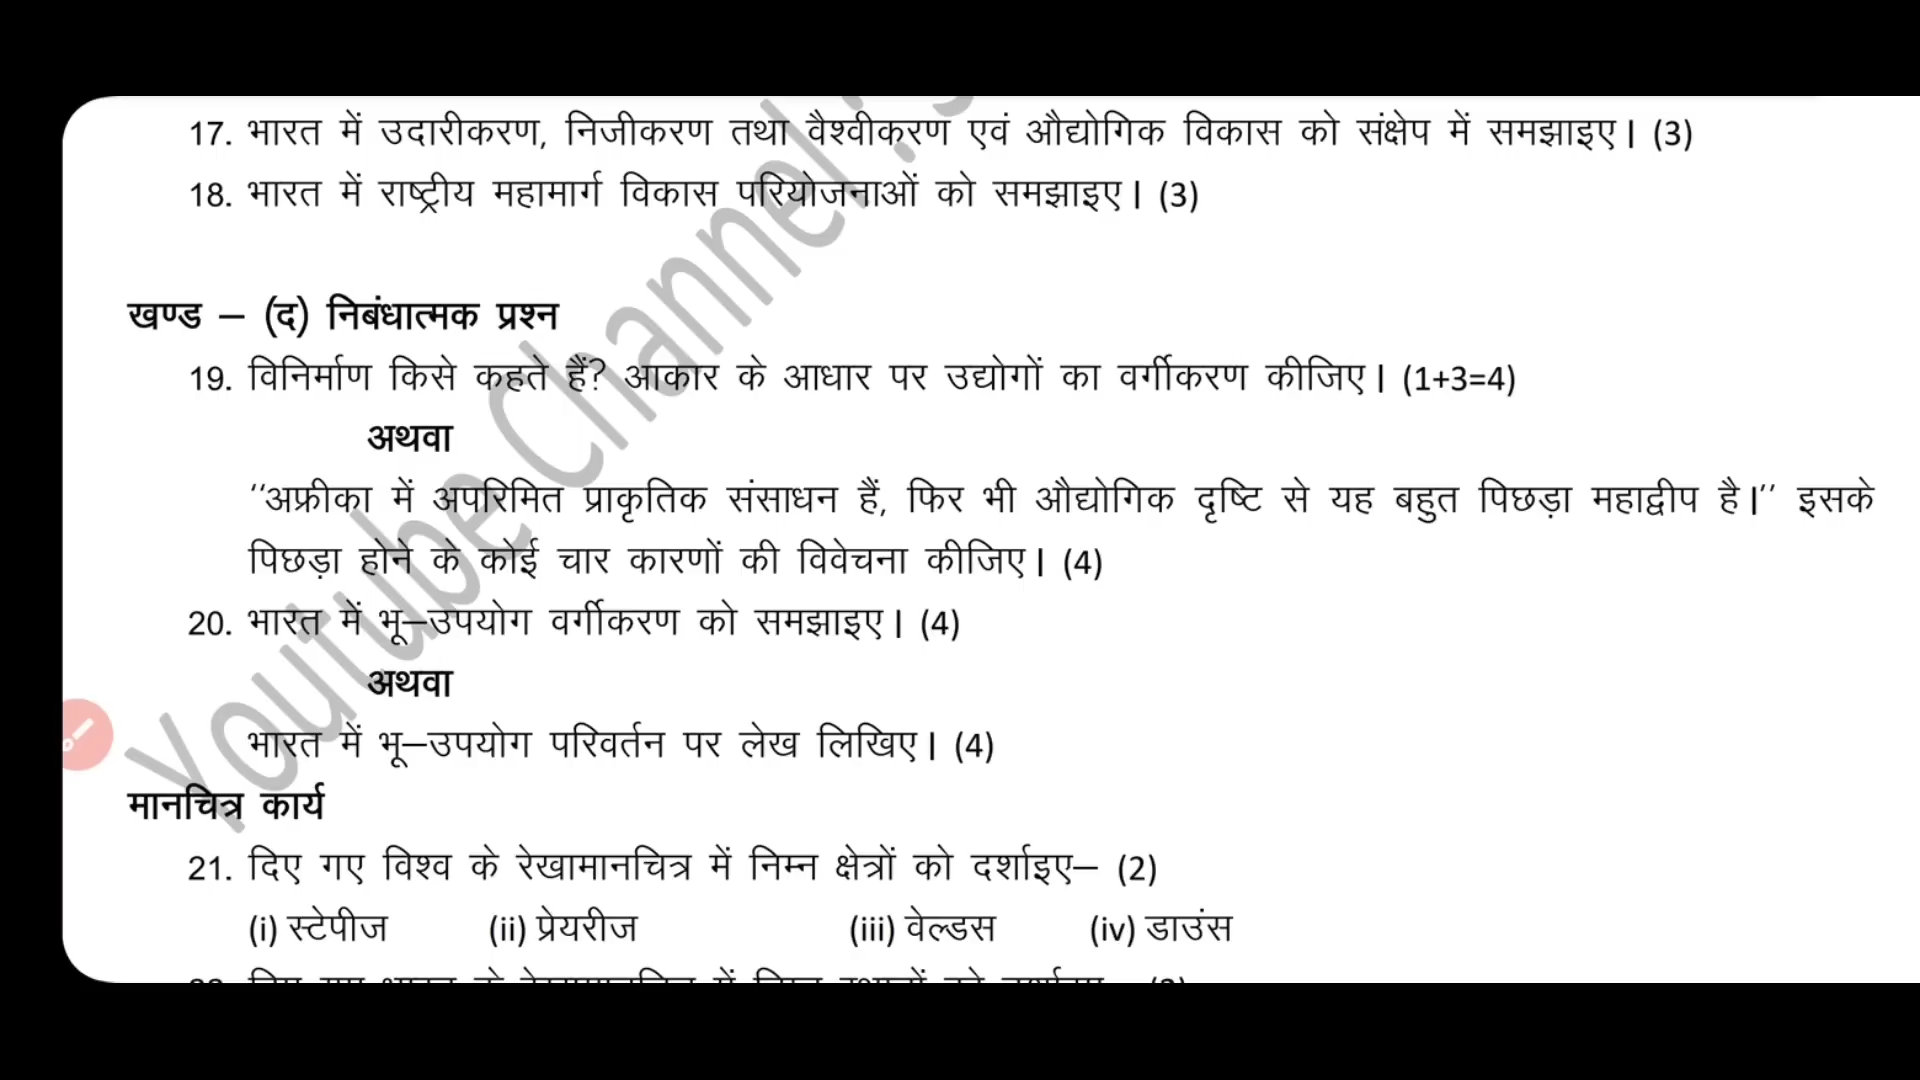 17. भारत में उदारीकरण, निजीकरण तथा वैश्वीकरण एवं औद्योगिक विकास को संक्षेप में समझाइए। (3)
18. भारत में राष्ट्रीय महामार्ग विकास परियोजनाओं को समझाइए। (3)
खण्ड – (द) निबंधात्मक प्रश्न
19. विनिर्माण किसे कहते हैं? आकार के आधार पर उद्योगों का वर्गीकरण कीजिए। (1+3=4)
अथवा
‘‘अफ्रीका में अपरिमित प्राकृतिक संसाधन हैं, फिर भी औद्योगिक दृष्टि से यह बहुत पिछड़ा महाद्वीप है।’’ इसके
पिछड़ा होने के कोई चार कारणों की विवेचना कीजिए। (4)
20. भारत में भू–उपयोग वर्गीकरण को समझाइए। (4)
अथवा
भारत में भू–उपयोग परिवर्तन पर लेख लिखिए। (4)
मानचित्र कार्य
21. दिए गए विश्व के रेखामानचित्र में निम्न क्षेत्रों को दर्शाइए– (2)
(i) स्टेपीज (ii) प्रेयरीज (iii) वेल्डस (iv) डाउंस
Youtube Channel :